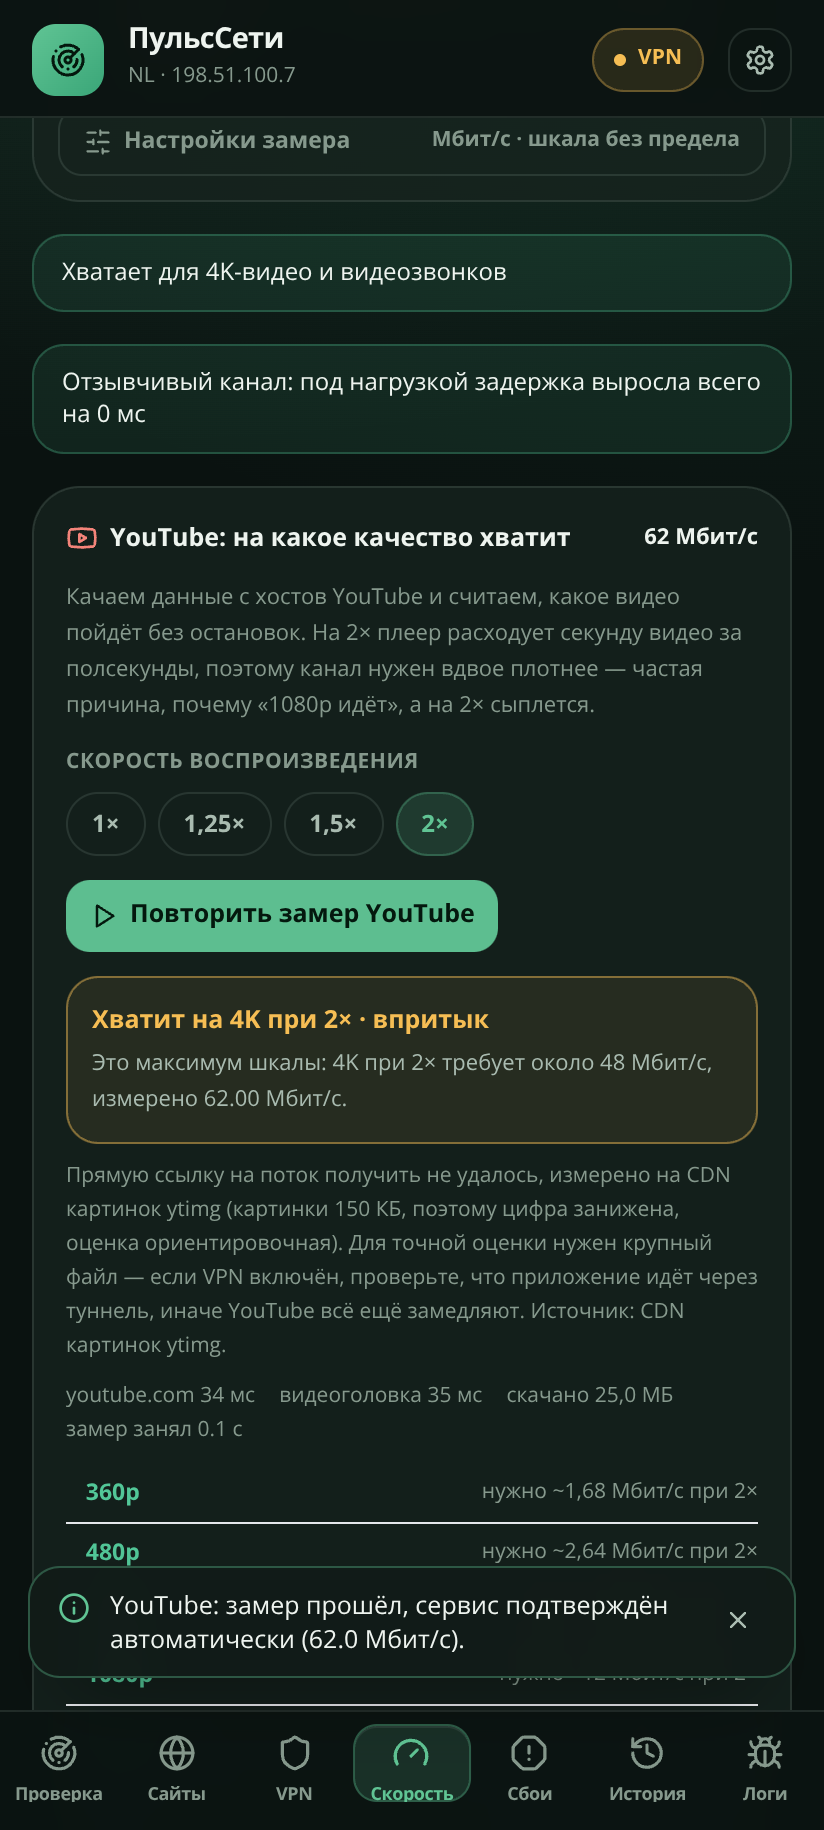 ПульсСети
NL · 198.51.100.7
VPN
Настройки замера
Мбит/с · шкала без предела
Хватает для 4K-видео и видеозвонков
Отзывчивый канал: под нагрузкой задержка выросла всего
на 0 мс
YouTube: на какое качество хватит
62 Мбит/с
Качаем данные с хостов YouTube и считаем, какое видео
пойдёт без остановок. На 2× плеер расходует секунду видео за
полсекунды, поэтому канал нужен вдвое плотнее — частая
причина, почему «1080p идёт», а на 2× сыплется.
СКОРОСТЬ ВОСПРОИЗВЕДЕНИЯ
1×
1,25×
1,5×
2×
Повторить замер YouTube
Хватит на 4K при 2× · впритык
Это максимум шкалы: 4K при 2× требует около 48 Мбит/с,
измерено 62.00 Мбит/с.
Прямую ссылку на поток получить не удалось, измерено на CDN
картинок ytimg (картинки 150 КБ, поэтому цифра занижена,
оценка ориентировочная). Для точной оценки нужен крупный
файл — если VPN включён, проверьте, что приложение идёт через
туннель, иначе YouTube всё ещё замедляют. Источник: CDN
картинок ytimg.
youtube.com 34 мс видеоголовка 35 мс скачано 25,0 МБ
замер занял 0.1 с
360p
нужно ~1,68 Мбит/с при 2×
480p
нужно ~2,64 Мбит/с при 2×
YouTube: замер прошёл, сервис подтверждён
автоматически (62.0 Мбит/с).
Проверка
Сайты
VPN
Скорость
Сбои
История
Логи